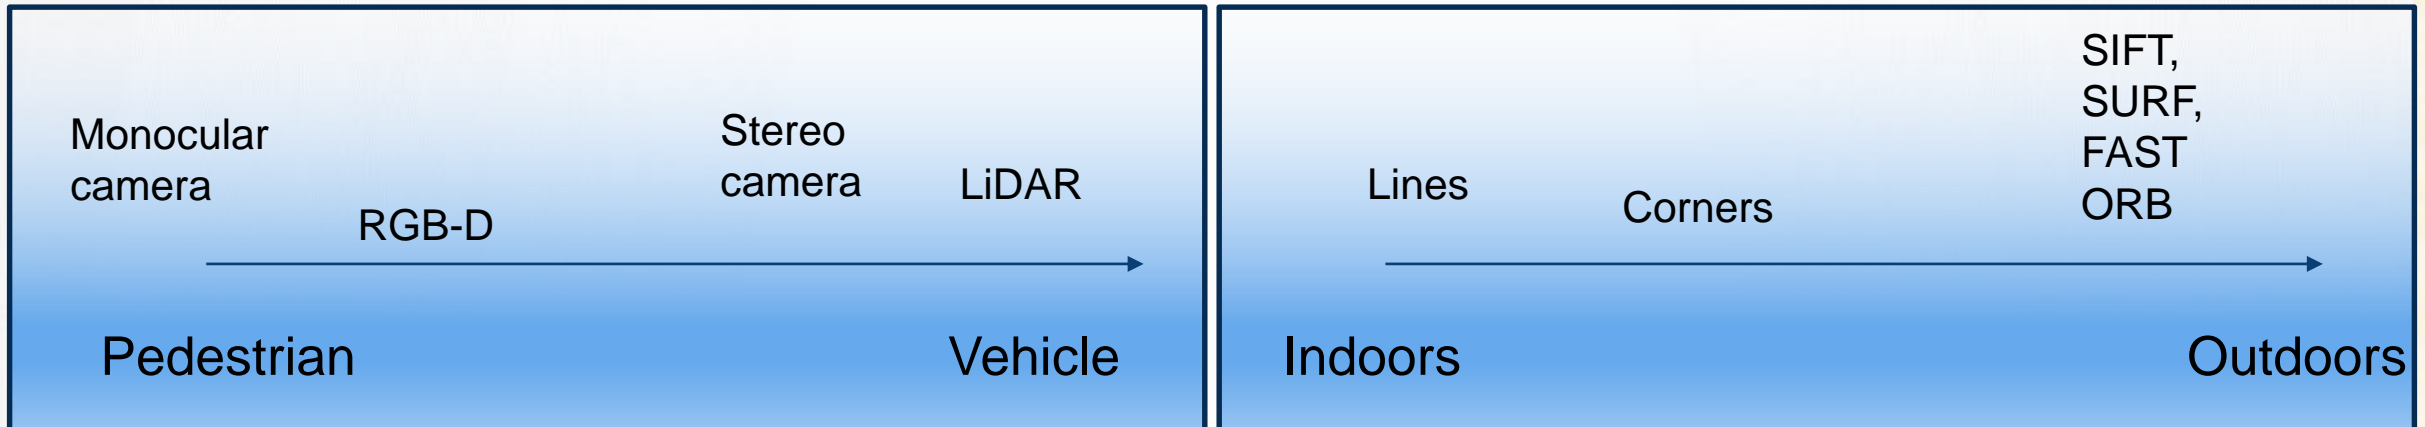 Monocular
camera
RGB-D
Stereo
camera
LiDAR
Pedestrian
Vehicle
Lines
Corners
SIFT,
SURF,
FAST
ORB
Indoors
Outdoors